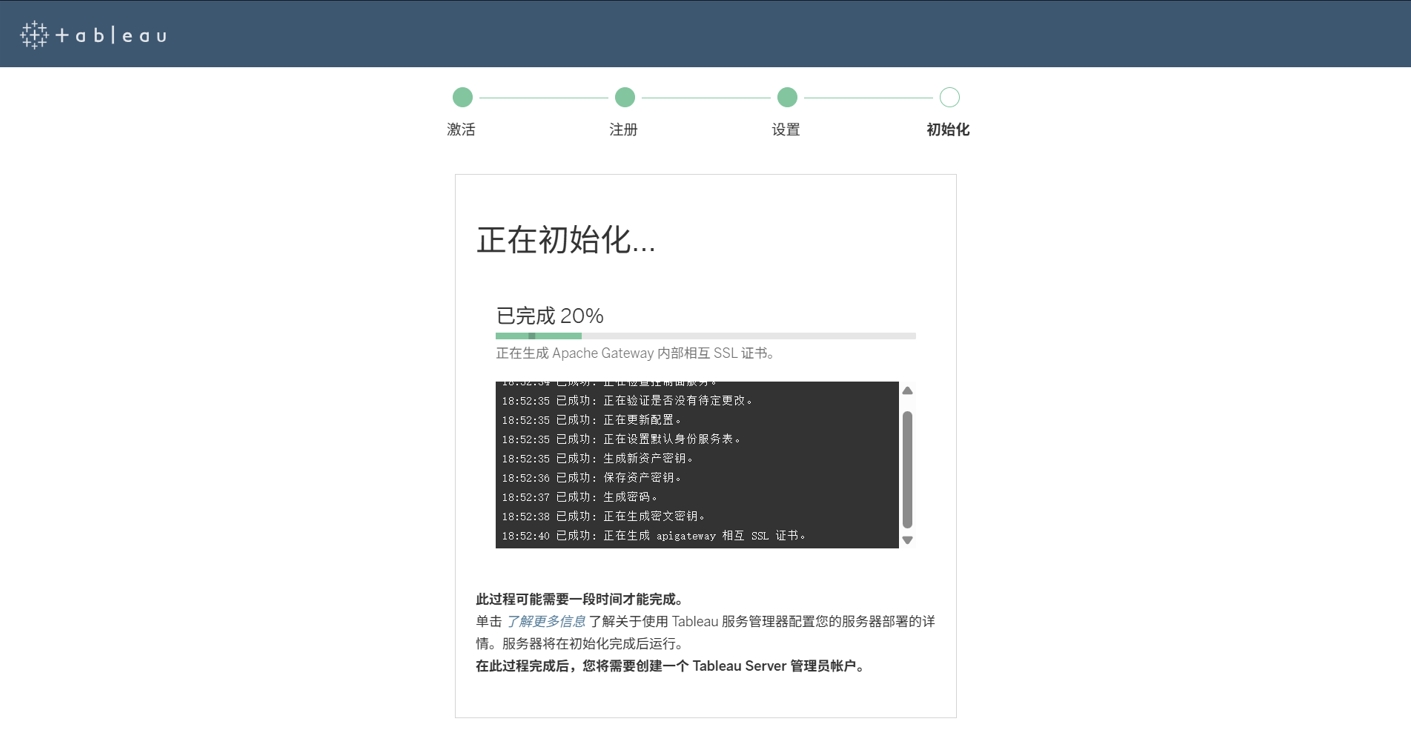 tableau
激活
注册
设置
初始化
正在初始化...
已完成 20%
正在生成 Apache Gateway 内部相互 SSL 证书。
18:52:34 已成功: 正在检查控制面服务。
18:52:35 已成功: 正在验证是否没有待定更改。
18:52:35 已成功: 正在更新配置。
18:52:35 已成功: 正在设置默认身份服务表。
18:52:35 已成功: 生成新资产密钥。
18:52:36 已成功: 保存资产密钥。
18:52:37 已成功: 生成密码。
18:52:38 已成功: 正在生成密文密钥。
18:52:40 已成功: 正在生成 apigateway 相互 SSL 证书。
此过程可能需要一段时间才能完成。
单击 了解更多信息 了解关于使用 Tableau 服务管理器配置您的服务器部署的详
情。服务器将在初始化完成后运行。
在此过程完成后，您将需要创建一个 Tableau Server 管理员帐户。